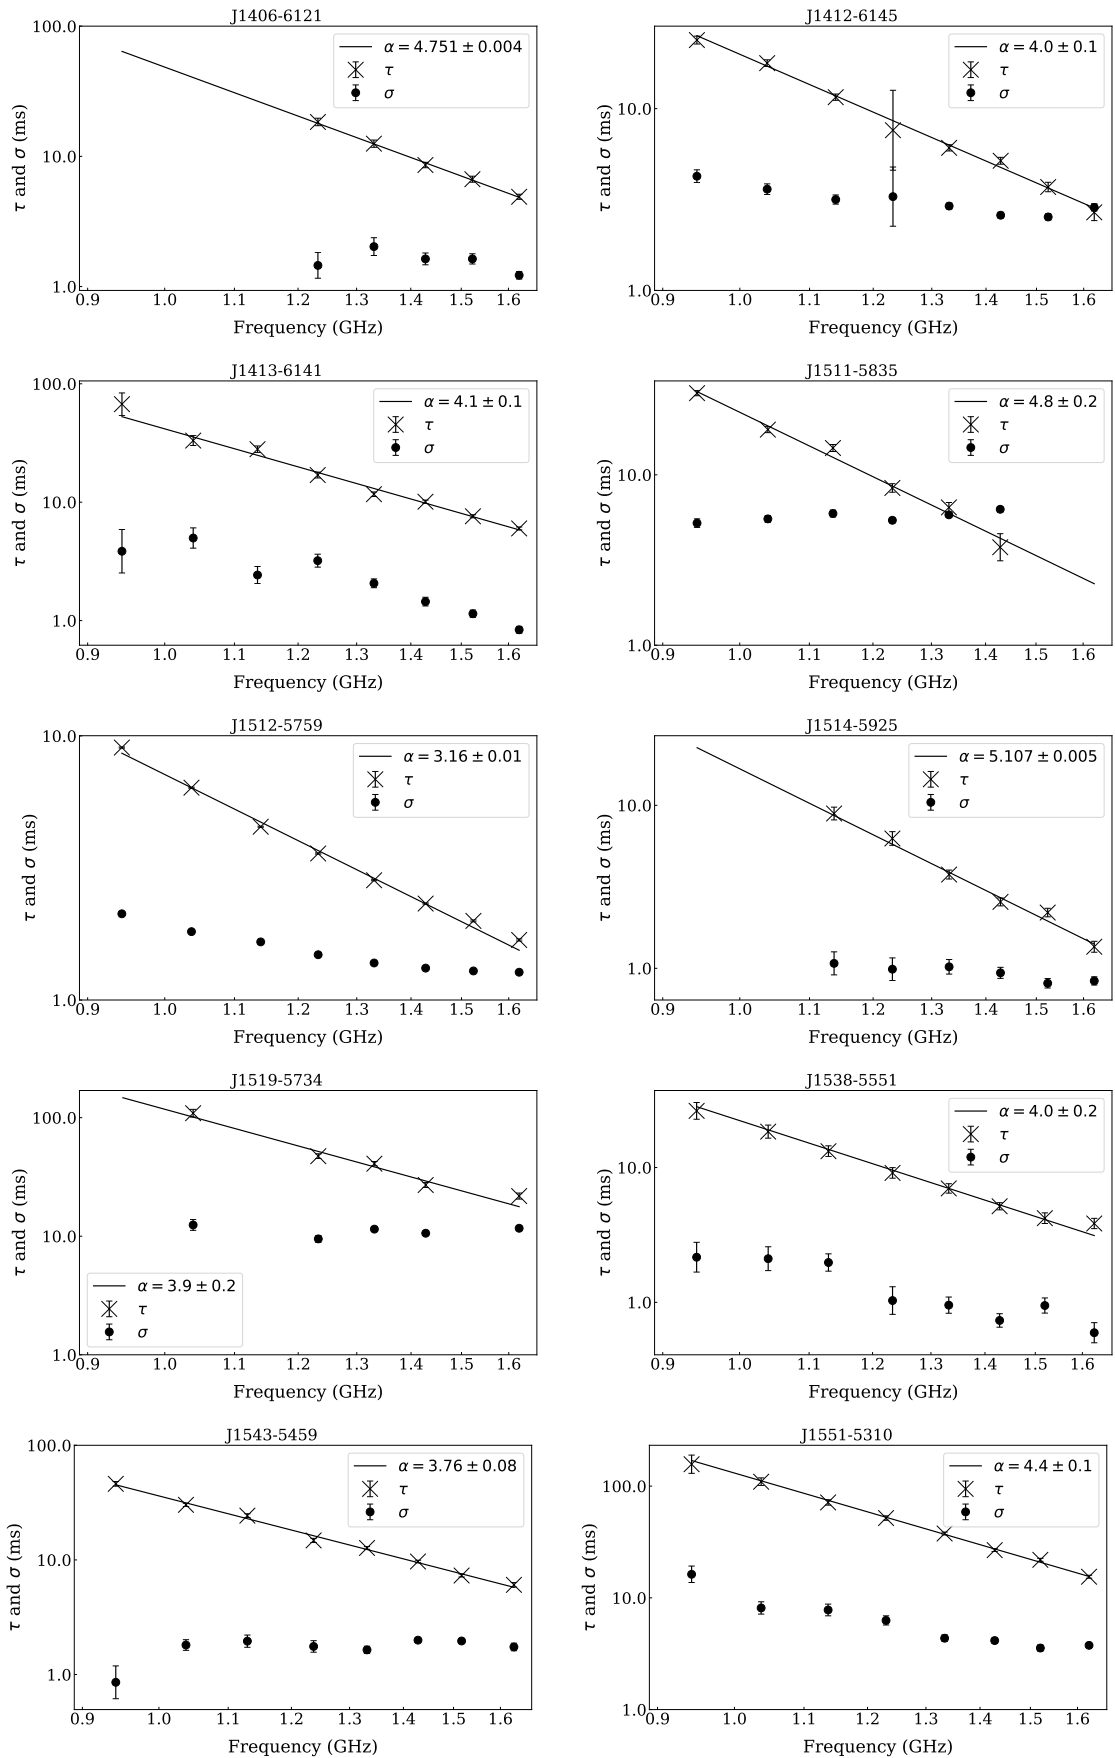 J1406-6121
α = 4.751 ± 0.004
τ
σ
τ and σ (ms)
100.0
10.0
1.0
0.9 1.0 1.1 1.2 1.3 1.4 1.5 1.6
Frequency (GHz)
J1412-6145
α = 4.0 ± 0.1
τ
σ
τ and σ (ms)
10.0
1.0
0.9 1.0 1.1 1.2 1.3 1.4 1.5 1.6
Frequency (GHz)
J1413-6141
α = 4.1 ± 0.1
τ
σ
τ and σ (ms)
100.0
10.0
1.0
0.9 1.0 1.1 1.2 1.3 1.4 1.5 1.6
Frequency (GHz)
J1511-5835
α = 4.8 ± 0.2
τ
σ
τ and σ (ms)
10.0
1.0
0.9 1.0 1.1 1.2 1.3 1.4 1.5 1.6
Frequency (GHz)
J1512-5759
α = 3.16 ± 0.01
τ
σ
τ and σ (ms)
10.0
1.0
0.9 1.0 1.1 1.2 1.3 1.4 1.5 1.6
Frequency (GHz)
J1514-5925
α = 5.107 ± 0.005
τ
σ
τ and σ (ms)
10.0
1.0
0.9 1.0 1.1 1.2 1.3 1.4 1.5 1.6
Frequency (GHz)
J1519-5734
α = 3.9 ± 0.2
τ
σ
τ and σ (ms)
100.0
10.0
1.0
0.9 1.0 1.1 1.2 1.3 1.4 1.5 1.6
Frequency (GHz)
J1538-5551
α = 4.0 ± 0.2
τ
σ
τ and σ (ms)
10.0
1.0
0.9 1.0 1.1 1.2 1.3 1.4 1.5 1.6
Frequency (GHz)
J1543-5459
α = 3.76 ± 0.08
τ
σ
τ and σ (ms)
100.0
10.0
1.0
0.9 1.0 1.1 1.2 1.3 1.4 1.5 1.6
Frequency (GHz)
J1551-5310
α = 4.4 ± 0.1
τ
σ
τ and σ (ms)
100.0
10.0
1.0
0.9 1.0 1.1 1.2 1.3 1.4 1.5 1.6
Frequency (GHz)